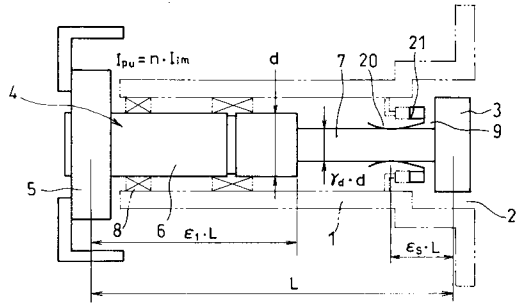 I_pu = n · I_im
d
7
20
21
4
3
9
5
6
8
γ_d · d
1
2
ε_1 · L
ε_s · L
L